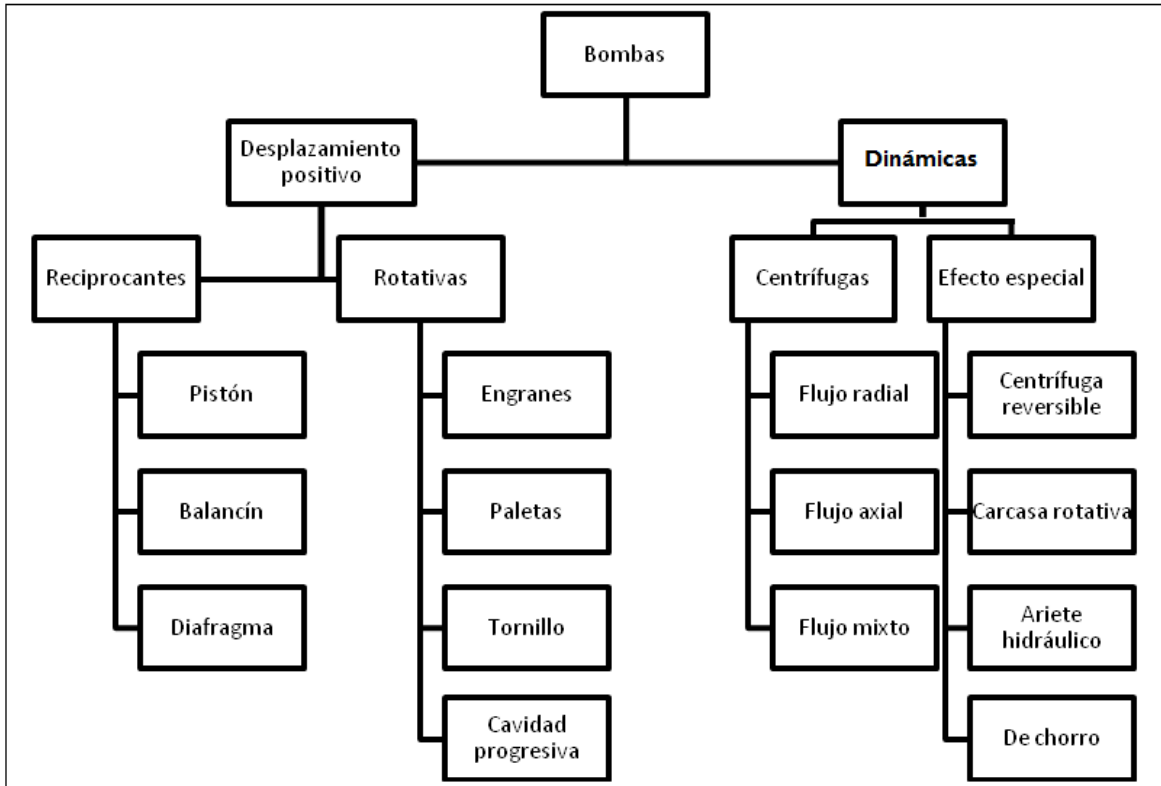 Bombas
Desplazamiento
positivo
Dinámicas
Reciprocantes
Rotativas
Centrífugas
Efecto especial
Pistón
Engranes
Flujo radial
Centrífuga
reversible
Balancín
Paletas
Flujo axial
Carcasa rotativa
Diafragma
Tornillo
Flujo mixto
Ariete
hidráulico
Cavidad
progresiva
De chorro